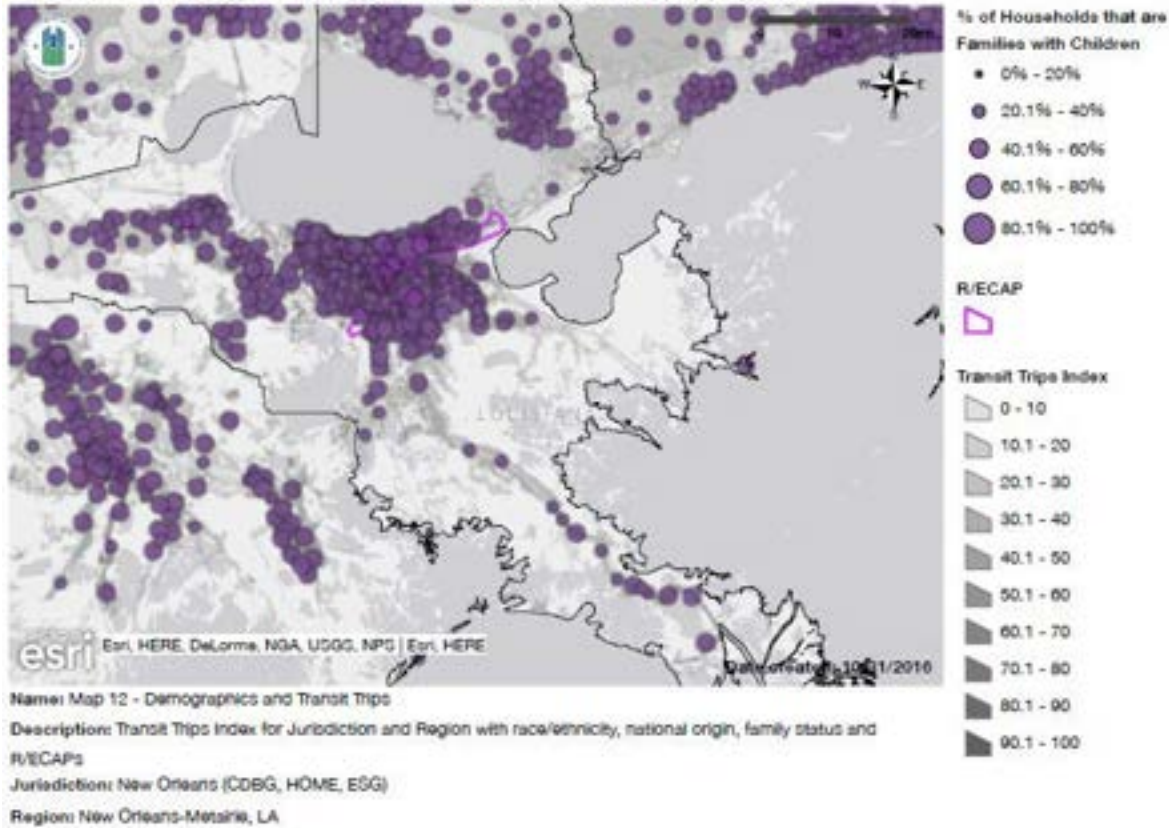 % of Households that are
Families with Children
0% - 20%
20.1% - 40%
40.1% - 60%
60.1% - 80%
80.1% - 100%
R/ECAP
Transit Trips Index
0 - 10
10.1 - 20
20.1 - 30
30.1 - 40
40.1 - 50
50.1 - 60
60.1 - 70
70.1 - 80
80.1 - 90
90.1 - 100
W
E
esri
Esri, HERE, DeLorme, NGA, USGS, NPS | Esri, HERE
Date created:
Name: Map 12 - Demographics and Transit Trips
Description: Transit Trips Index for Jurisdiction and Region with race/ethnicity, national origin, family status and
R/ECAPs
Jurisdiction: New Orleans (CDBG, HOME, ESG)
Region: New Orleans-Metairie, LA